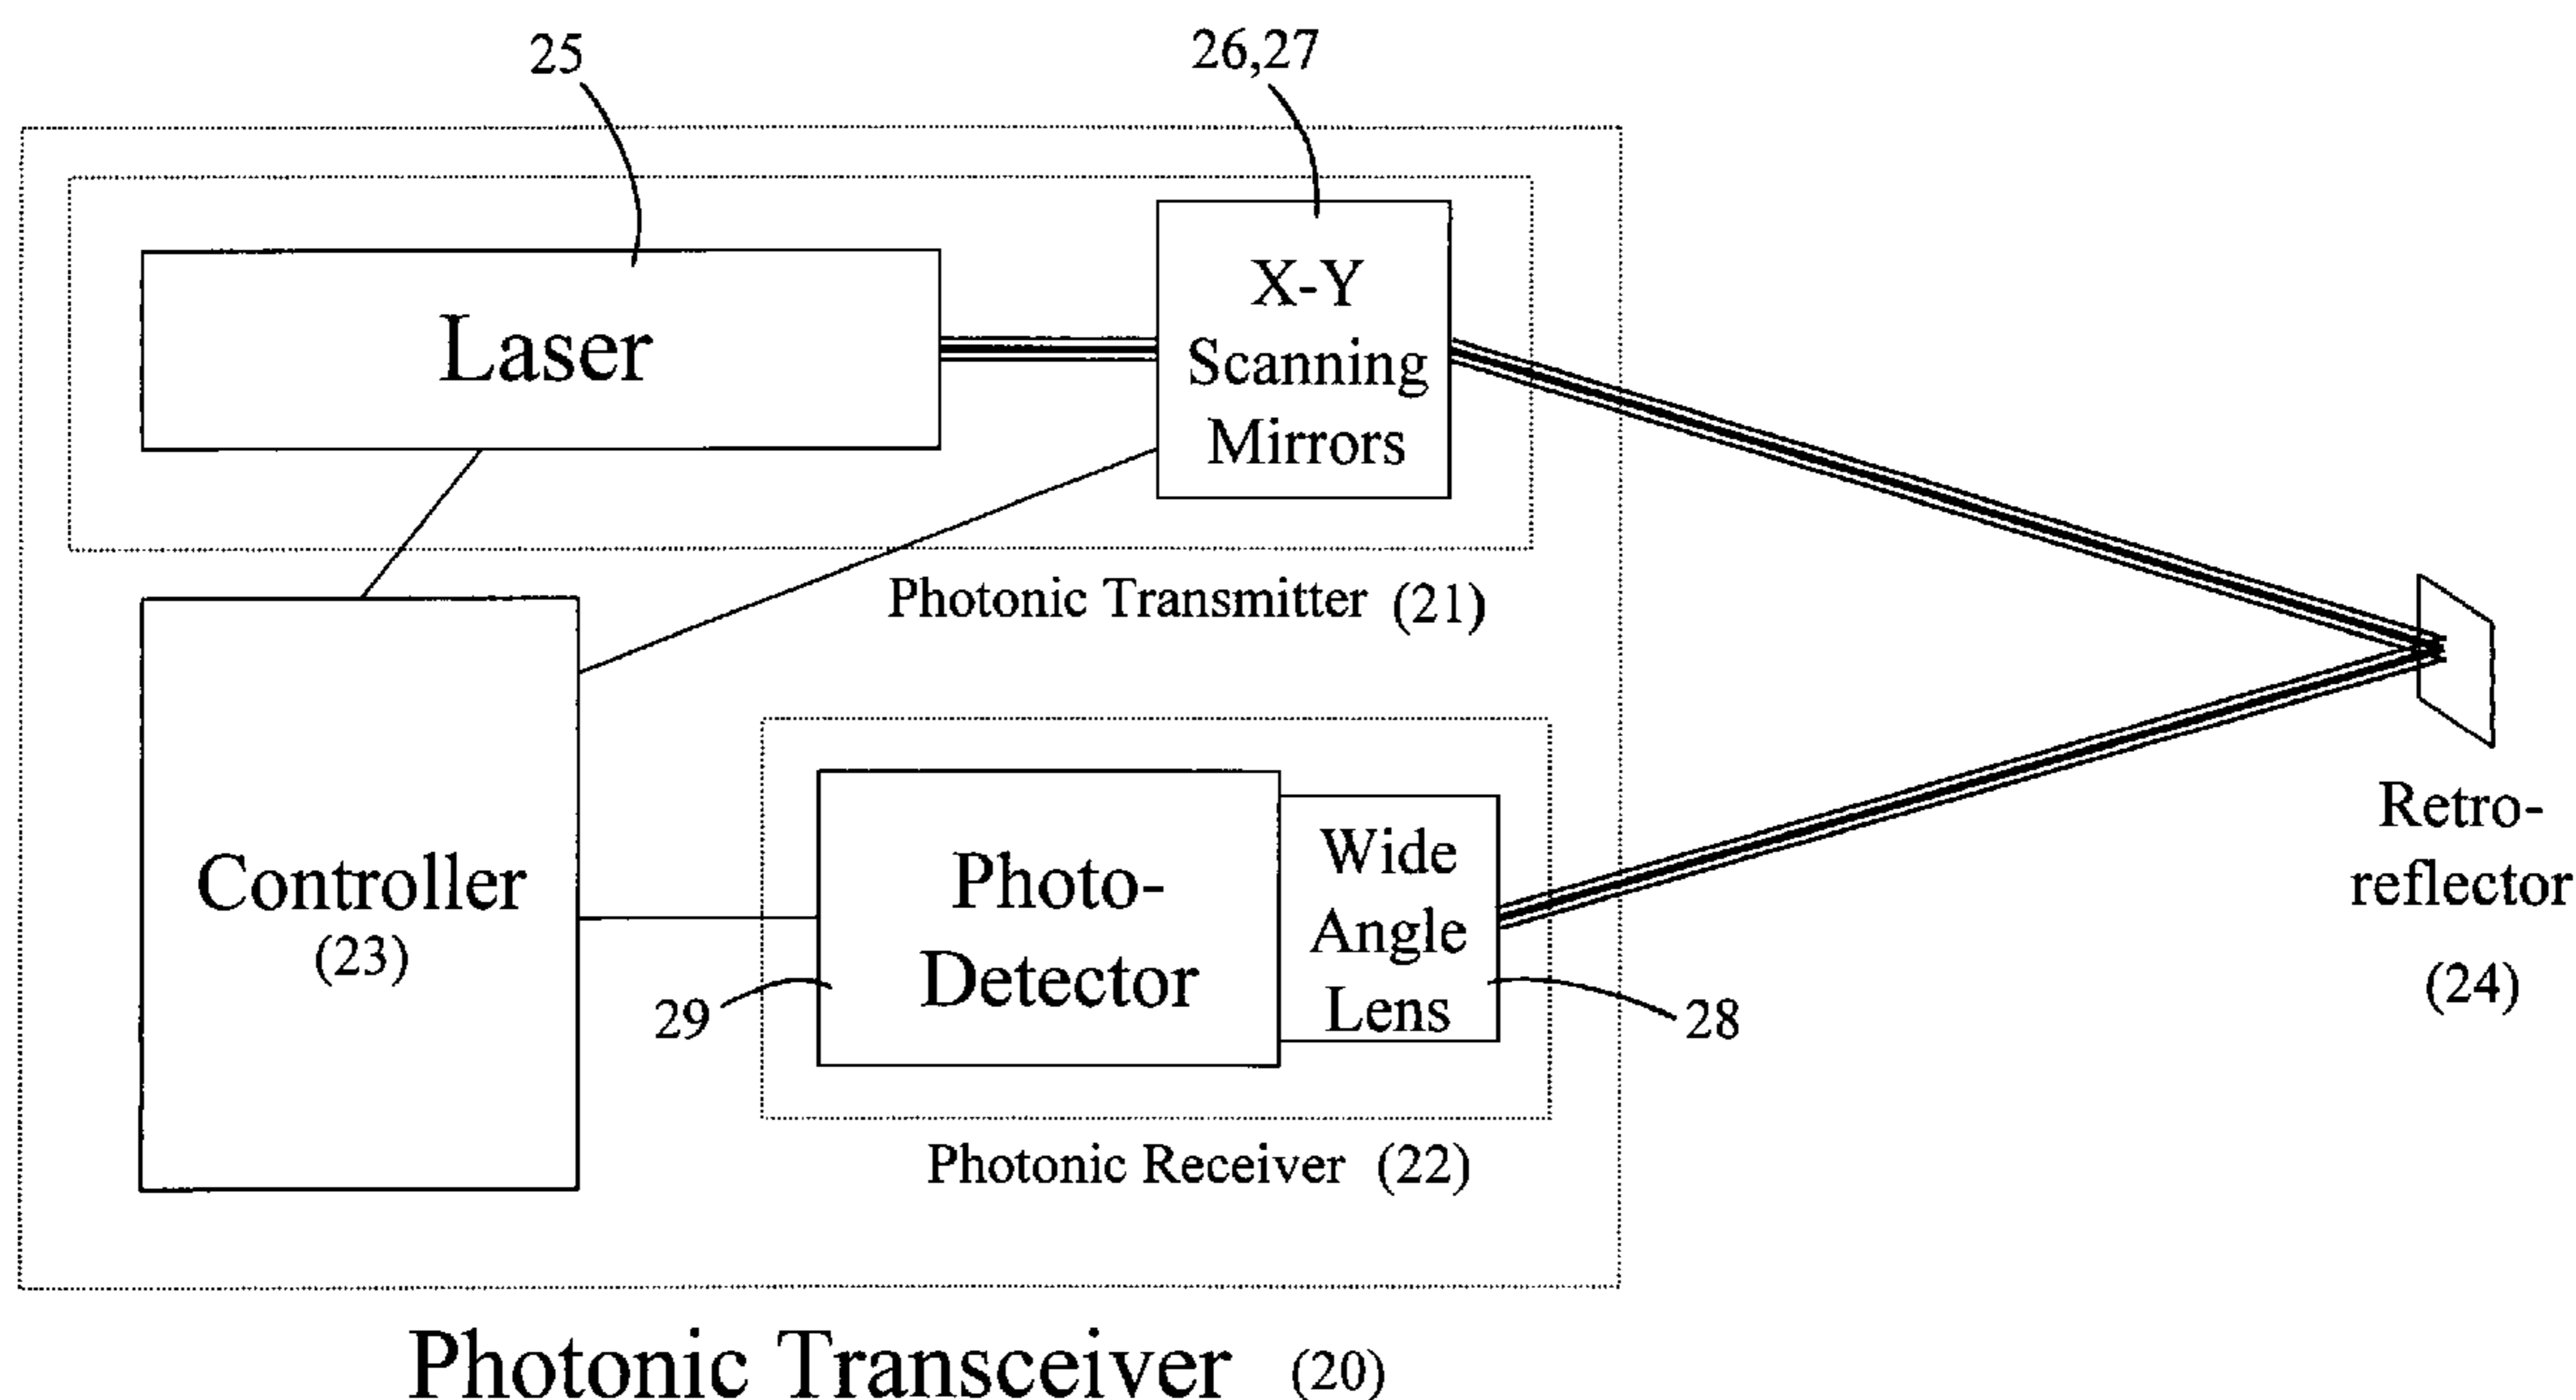 25
26,27
Laser
X-Y
Scanning
Mirrors
Photonic Transmitter (21)
Controller
(23)
Photo-
Detector
29
Wide
Angle
Lens
28
Retro-
reflector
(24)
Photonic Receiver (22)
Photonic Transceiver (20)